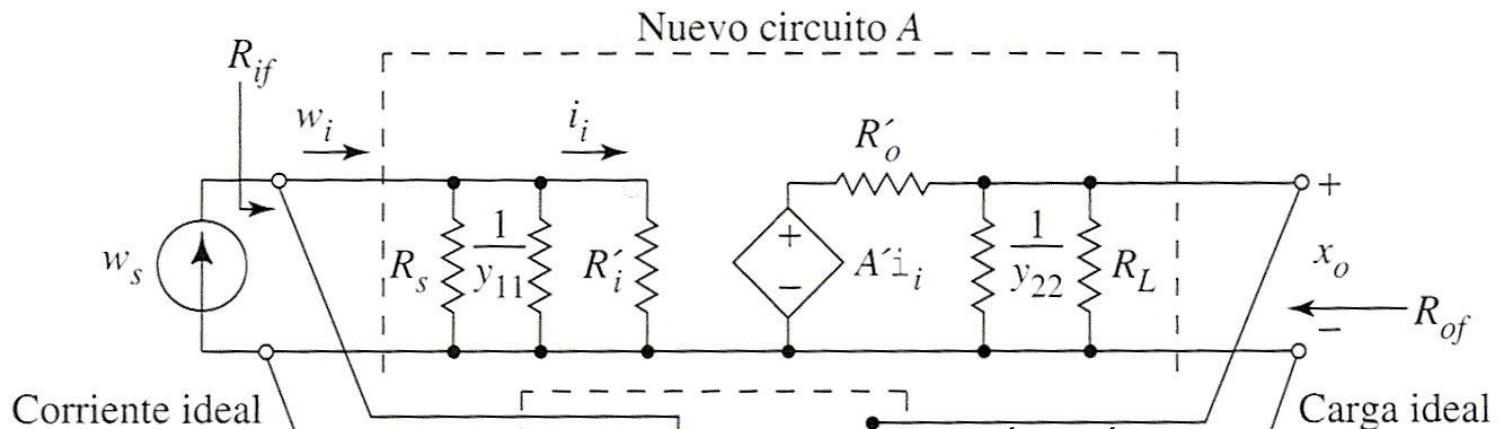 Nuevo circuito A
R_if
w_i
i_i
R´_o
+
w_s
R_s
1/y_11
R´_i
+
−
A´i_i
1/y_22
R_L
x_o
−
R_of
Corriente ideal
Carga ideal